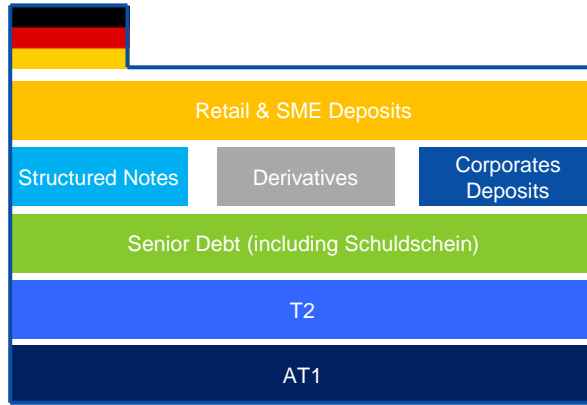 Retail & SME Deposits
Structured Notes
Derivatives
Corporates
Deposits
Senior Debt (including Schuldschein)
T2
AT1